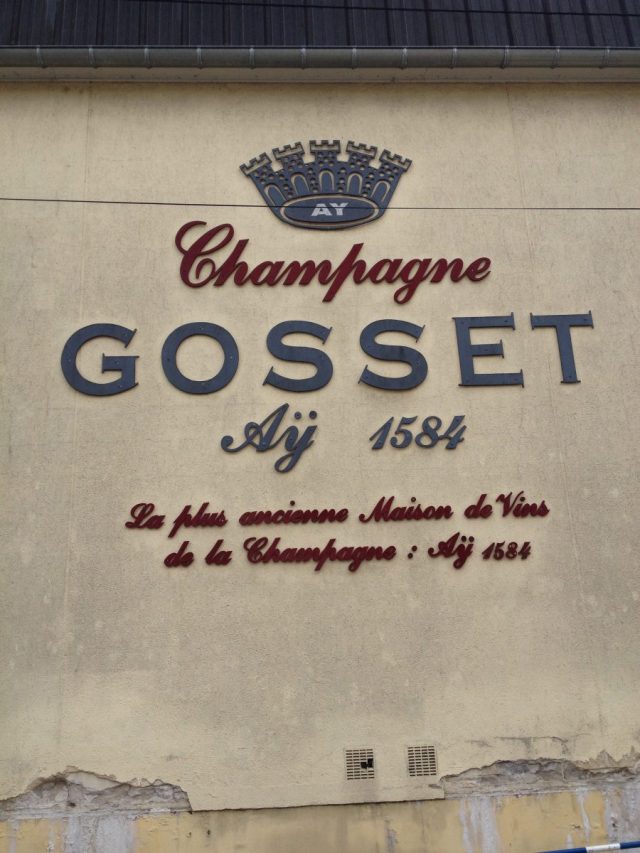 AY
Champagne
GOSSET
Aÿ 1584
La plus ancienne Maison de Vins
de la Champagne : Aÿ 1584